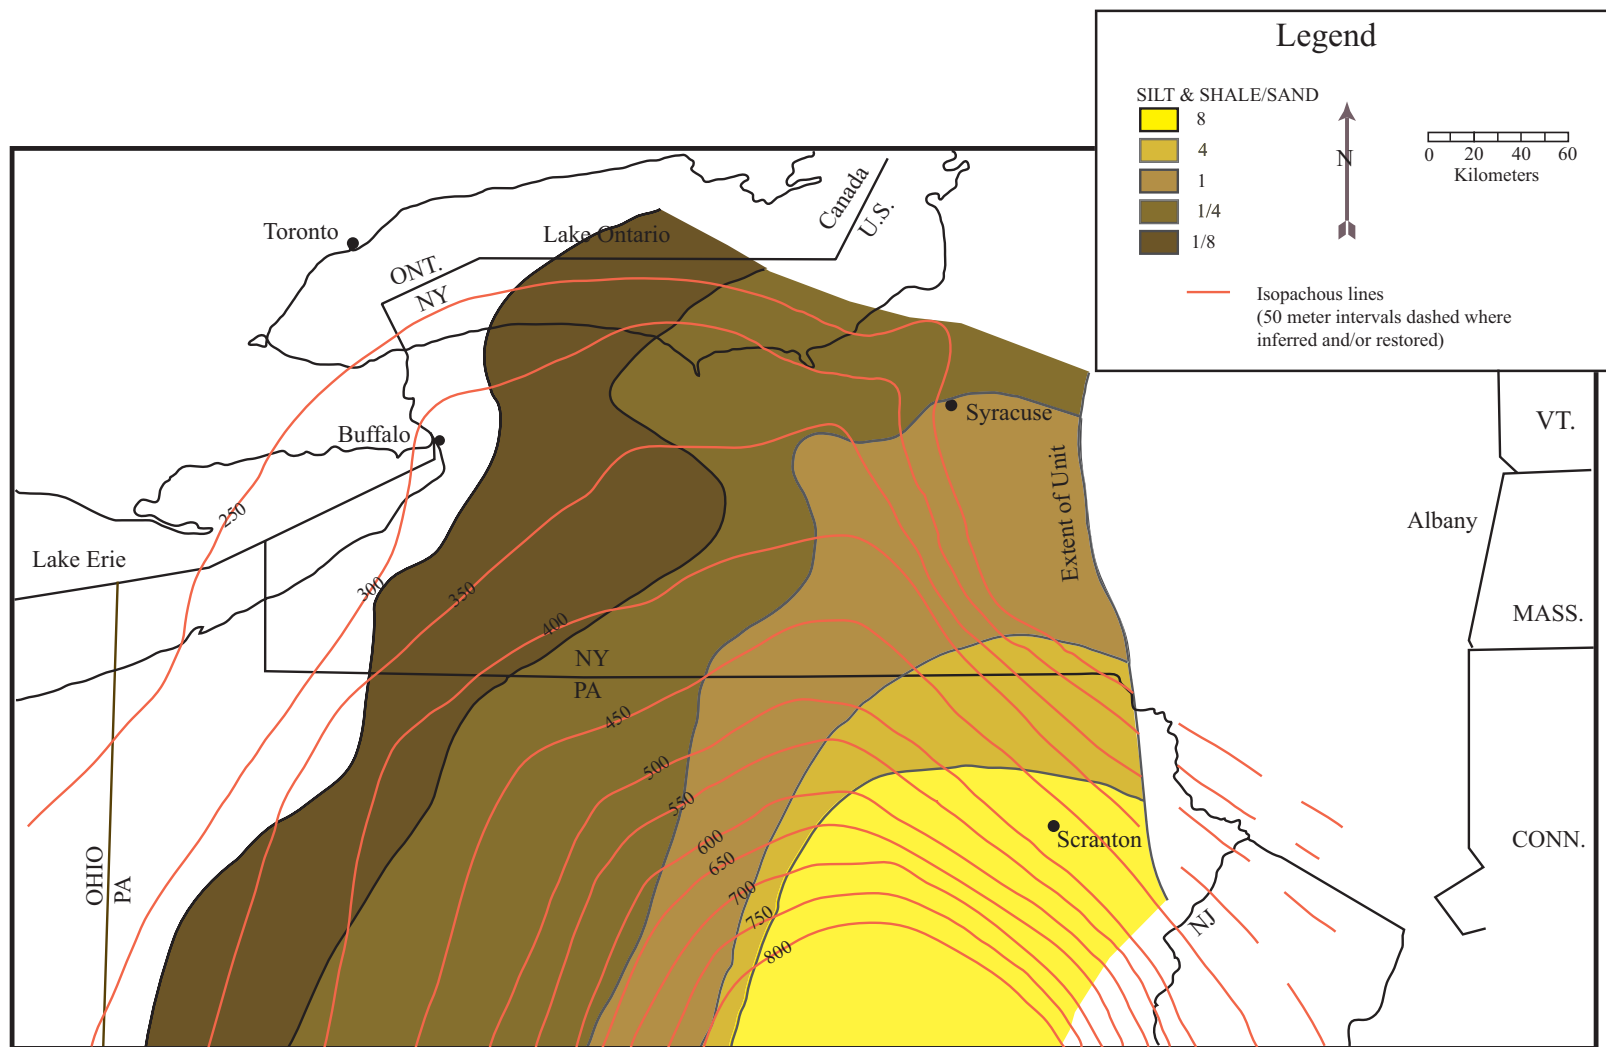 Legend
SILT & SHALE/SAND
8
4
1
1/4
1/8
N
0 20 40 60
Kilometers
Isopachous lines
(50 meter intervals dashed where
inferred and/or restored)
Toronto
Lake Ontario
Canada
U.S.
ONT.
NY
Buffalo
Syracuse
Extent of Unit
VT.
Albany
MASS.
CONN.
Lake Erie
250
300
350
400
NY
PA
450
500
550
600
650
700
750
800
Scranton
OHIO
PA
NJ